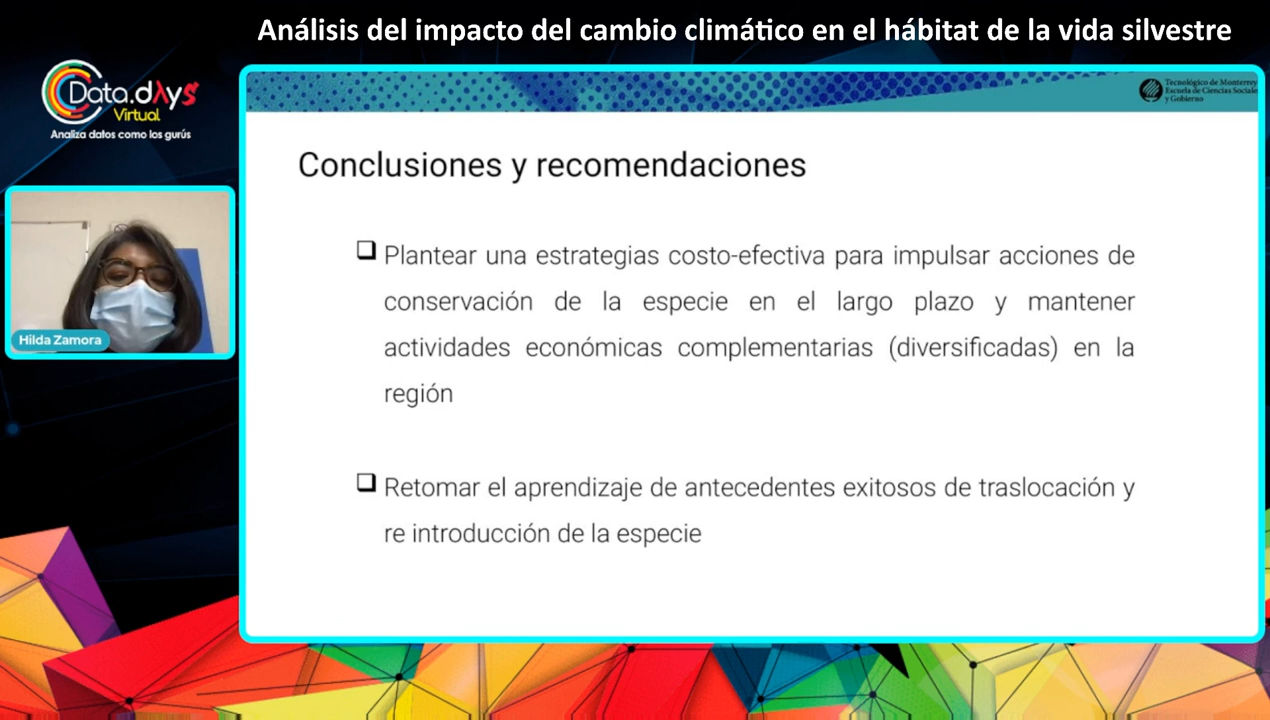 Análisis del impacto del cambio climático en el hábitat de la vida silvestre
Data.dAys
Virtual
Analiza datos como los gurús
Tecnológico de Monterrey
Escuela de Ciencias Sociales
y Gobierno
Conclusiones y recomendaciones
Plantear una estrategias costo-efectiva para impulsar acciones de
conservación de la especie en el largo plazo y mantener
actividades económicas complementarias (diversificadas) en la
región
Retomar el aprendizaje de antecedentes exitosos de traslocación y
re introducción de la especie
Hilda Zamora